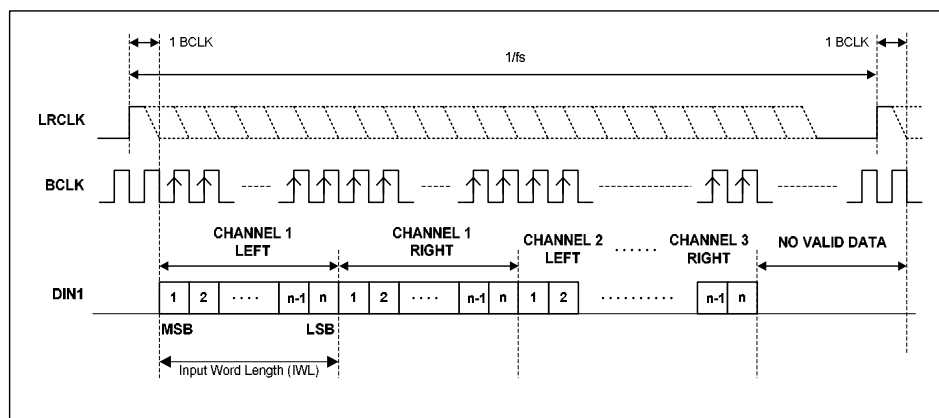 1 BCLK
1 BCLK
1/fs
LRCLK
BCLK
CHANNEL 1
LEFT
CHANNEL 1
RIGHT
CHANNEL 2
LEFT
......
CHANNEL 3
RIGHT
NO VALID DATA
DIN1
1 2 .... n-1 n 1 2 .... n-1 n 1 2 .......... n-1 n
MSB LSB
Input Word Length (IWL)